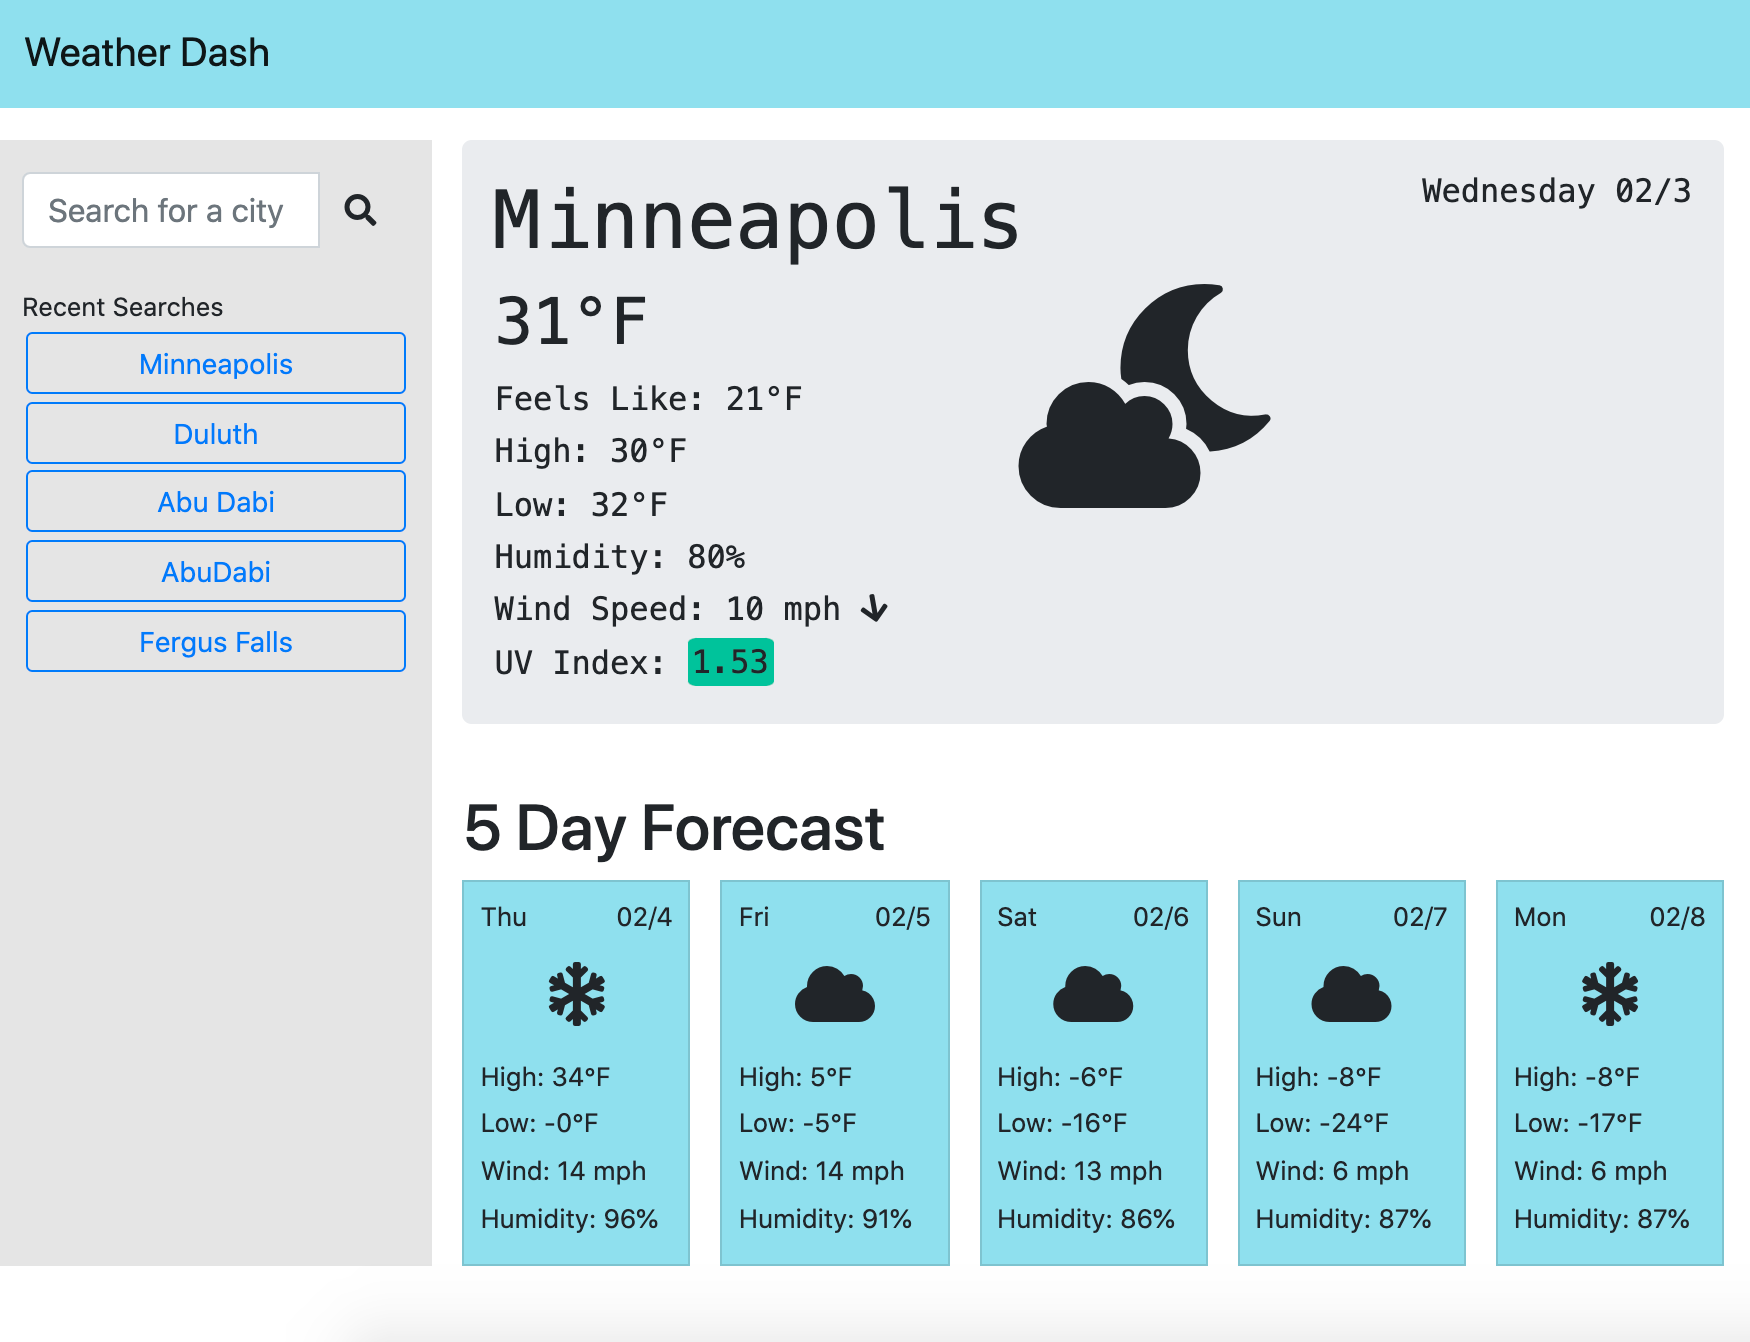 Weather Dash
Search for a city
Recent Searches
Minneapolis
Duluth
Abu Dabi
AbuDabi
Fergus Falls
Minneapolis
Wednesday 02/3
31°F
Feels Like: 21°F
High: 30°F
Low: 32°F
Humidity: 80%
Wind Speed: 10 mph
UV Index: 1.53
5 Day Forecast
Thu 02/4
High: 34°F
Low: -0°F
Wind: 14 mph
Humidity: 96%
Fri 02/5
High: 5°F
Low: -5°F
Wind: 14 mph
Humidity: 91%
Sat 02/6
High: -6°F
Low: -16°F
Wind: 13 mph
Humidity: 86%
Sun 02/7
High: -8°F
Low: -24°F
Wind: 6 mph
Humidity: 87%
Mon 02/8
High: -8°F
Low: -17°F
Wind: 6 mph
Humidity: 87%